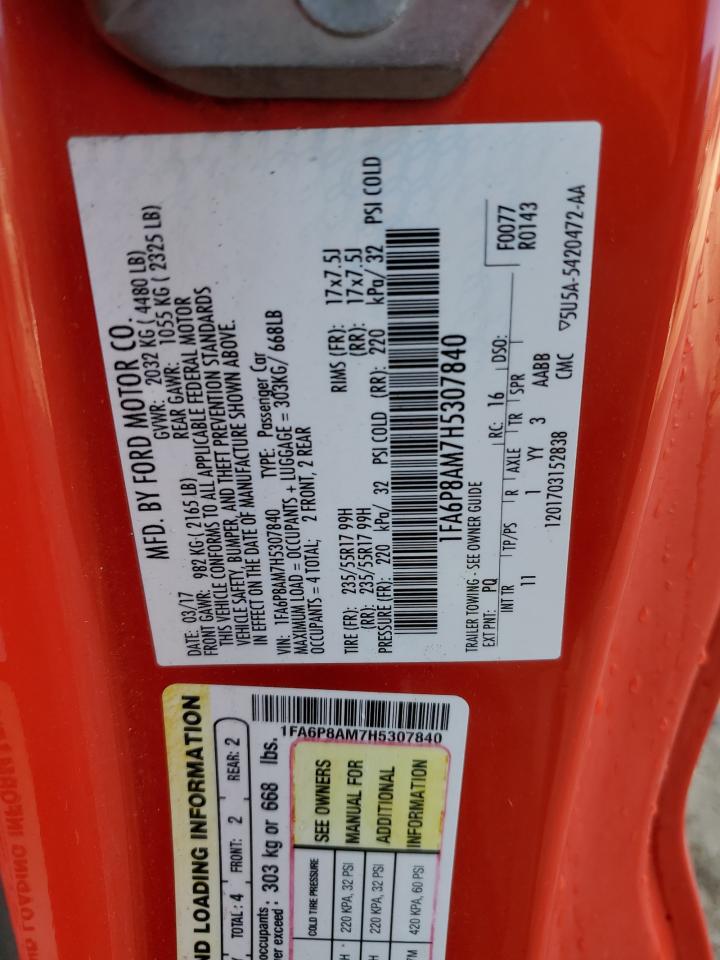 MFD. BY FORD MOTOR CO.
DATE: 03/17 GVWR: 2032 KG ( 4480 LB)
FRONT GAWR: 982 KG ( 2165 LB) REAR GAWR: 1055 KG ( 2325 LB)
THIS VEHICLE CONFORMS TO ALL APPLICABLE FEDERAL MOTOR
VEHICLE SAFETY, BUMPER, AND THEFT PREVENTION STANDARDS
IN EFFECT ON THE DATE OF MANUFACTURE SHOWN ABOVE.
VIN: 1FA6P8AM7H5307840 TYPE: Passenger Car
MAXIMUM LOAD = OCCUPANTS + LUGGAGE = 303KG/ 668LB
OCCUPANTS = 4 TOTAL; 2 FRONT, 2 REAR
TIRE (FR): 235/55R17 99H RIMS (FR): 17x7.5J
(RR): 235/55R17 99H (RR): 17x7.5J
PRESSURE (FR): 220 kPa/ 32 PSI COLD (RR): 220 kPa/ 32 PSI COLD
1FA6P8AM7H5307840
TRAILER TOWING - SEE OWNER GUIDE
EXT PNT: PQ RC: 16 DSO: F0077
R0143
INT TR TP/PS R AXLE TR SPR
11 1 YY 3 AABB
1201703152838 CMC
▽5U5A-5420472-AA
ND LOADING INFORMATION
TOTAL: 4 FRONT: 2 REAR: 2
occupants : 303 kg or 668 lbs.
ver exceed :
1FA6P8AM7H5307840
COLD TIRE PRESSURE SEE OWNERS
220 KPA, 32 PSI MANUAL FOR
220 KPA, 32 PSI ADDITIONAL
420 KPA, 60 PSI INFORMATION